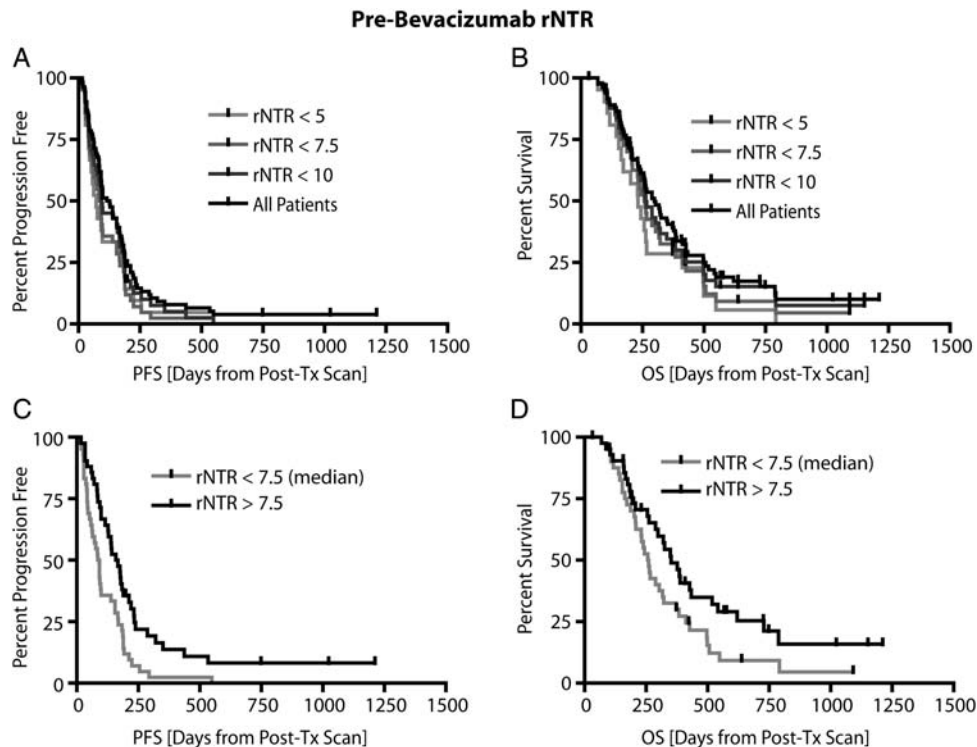 Pre-Bevacizumab rNTR
A
Percent Progression Free
100
75
50
25
0
rNTR < 5
rNTR < 7.5
rNTR < 10
All Patients
0 250 500 750 1000 1250 1500
PFS [Days from Post-Tx Scan]
B
Percent Survival
100
75
50
25
0
rNTR < 5
rNTR < 7.5
rNTR < 10
All Patients
0 250 500 750 1000 1250 1500
OS [Days from Post-Tx Scan]
C
Percent Progression Free
100
75
50
25
0
rNTR < 7.5 (median)
rNTR > 7.5
0 250 500 750 1000 1250 1500
PFS [Days from Post-Tx Scan]
D
Percent Survival
100
75
50
25
0
rNTR < 7.5 (median)
rNTR > 7.5
0 250 500 750 1000 1250 1500
OS [Days from Post-Tx Scan]